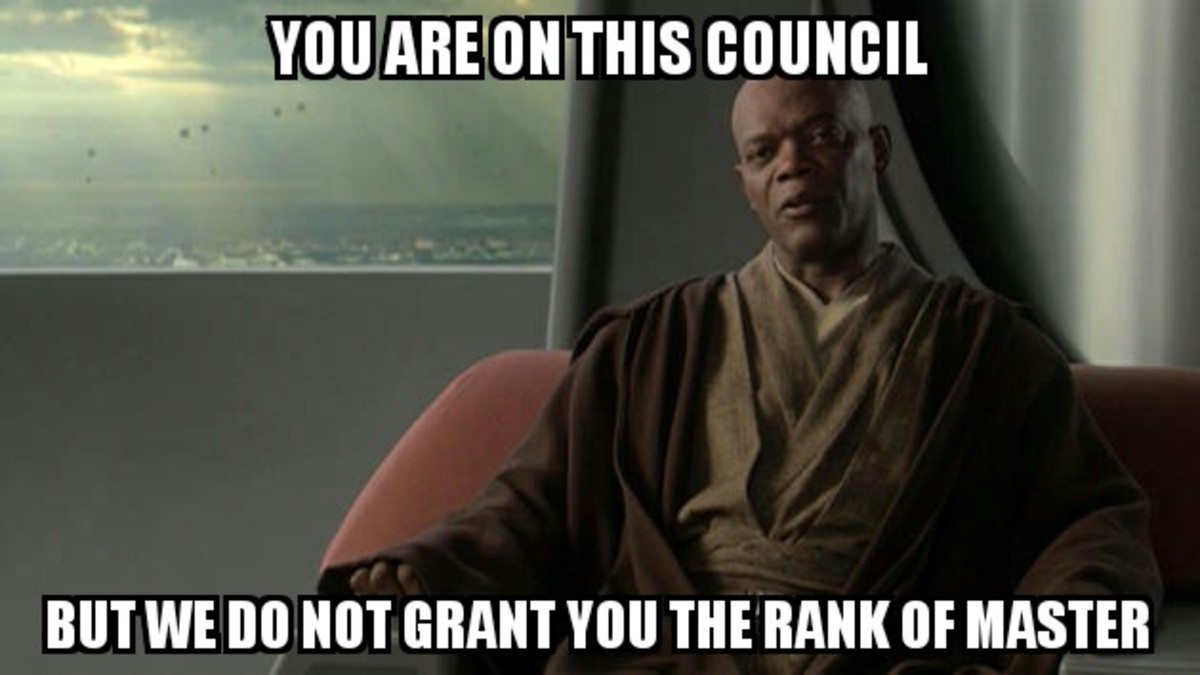 YOU ARE ON THIS COUNCIL
BUT WE DO NOT GRANT YOU THE RANK OF MASTER